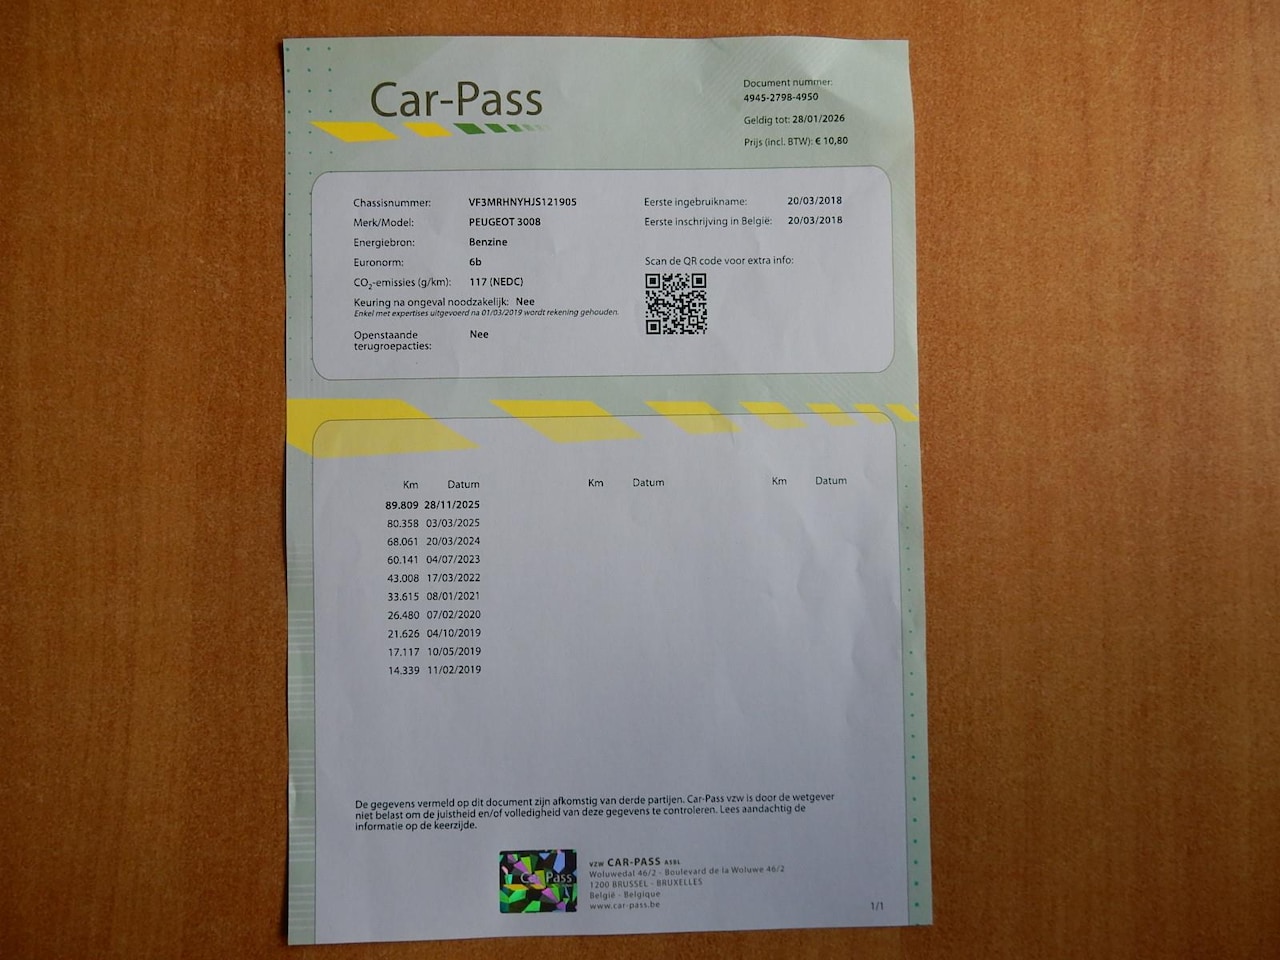 Car-Pass
Document nummer:
4945-2798-4950
Geldig tot: 28/01/2026
Prijs (incl. BTW): € 10,80
Chassisnummer: VF3MRHNYHJS121905
Merk/Model: PEUGEOT 3008
Energiebron: Benzine
Euronorm: 6b
CO2-emissies (g/km): 117 (NEDC)
Keuring na ongeval noodzakelijk: Nee
Enkel met expertises uitgevoerd na 01/03/2019 wordt rekening gehouden.
Openstaande Nee
terugroepacties:
Eerste ingebruikname: 20/03/2018
Eerste inschrijving in België: 20/03/2018
Scan de QR code voor extra info:
Km Datum Km Datum Km Datum
89.809 28/11/2025
80.358 03/03/2025
68.061 20/03/2024
60.141 04/07/2023
43.008 17/03/2022
33.615 08/01/2021
26.480 07/02/2020
21.626 04/10/2019
17.117 10/05/2019
14.339 11/02/2019
De gegevens vermeld op dit document zijn afkomstig van derde partijen. Car-Pass vzw is door de wetgever
niet belast om de juistheid en/of volledigheid van deze gegevens te controleren. Lees aandachtig de
informatie op de keerzijde.
Car-Pass
vzw CAR-PASS asbl
Woluwedal 46/2 - Boulevard de la Woluwe 46/2
1200 BRUSSEL - BRUXELLES
België - Belgique
www.car-pass.be
1/1